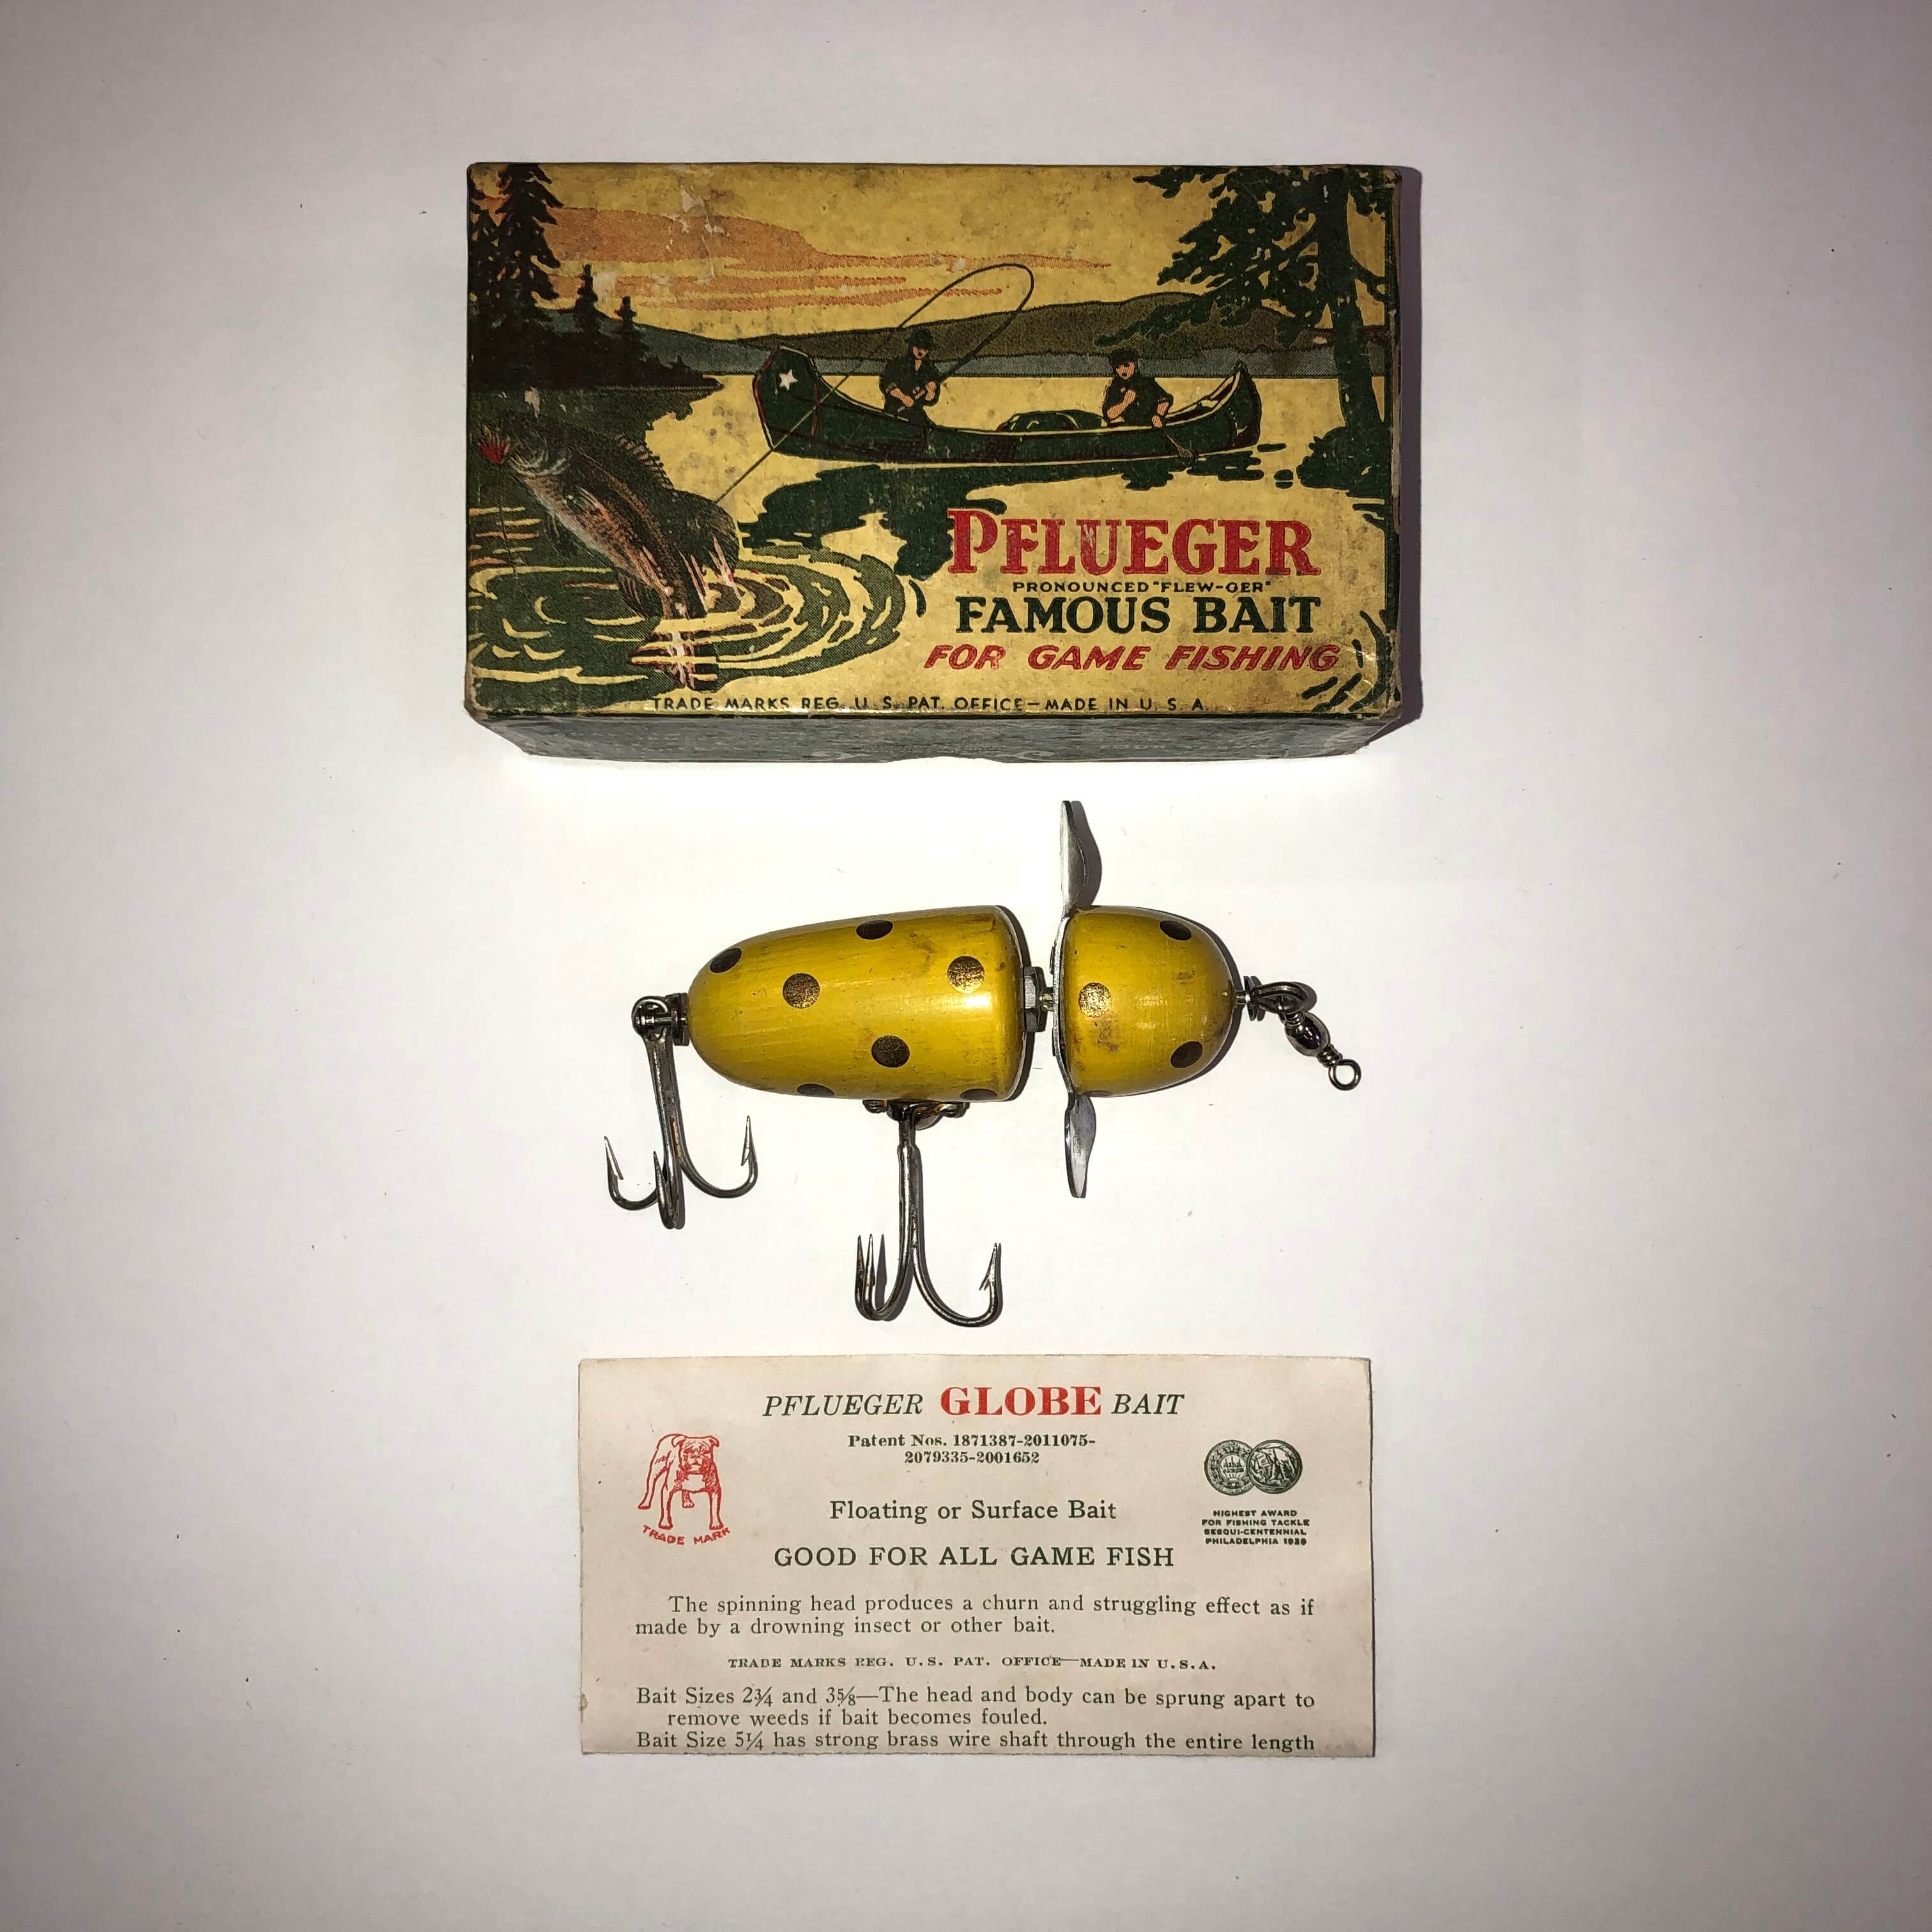 PFLUEGER
PRONOUNCED "FLEW-GER"
FAMOUS BAIT
FOR GAME FISHING
TRADE MARKS REG. U. S. PAT. OFFICE—MADE IN U. S. A.
PFLUEGER GLOBE BAIT
Patent Nos. 1871387-2011075-
2079335-2001652
TRADE MARK
HIGHEST AWARD
FOR FISHING TACKLE
SESQUI-CENTENNIAL
PHILADELPHIA 1926
Floating or Surface Bait
GOOD FOR ALL GAME FISH
The spinning head produces a churn and struggling effect as if
made by a drowning insect or other bait.
TRADE MARKS REG. U.S. PAT. OFFICE—MADE IN U.S.A.
Bait Sizes 2¾ and 3⅝—The head and body can be sprung apart to
remove weeds if bait becomes fouled.
Bait Size 5¼ has strong brass wire shaft through the entire length